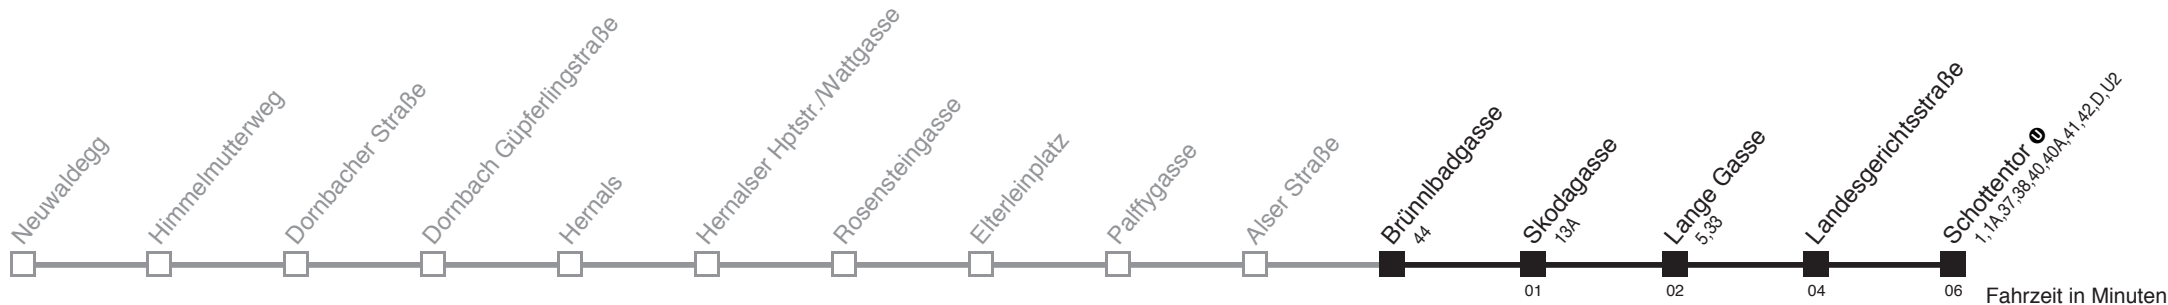 Neuwaldegg
Himmelmutterweg
Dornbacher Straße
Dornbach Güpferlingstraße
Hernals
Hernalser Hptstr./Wattgasse
Rosensteingasse
Elterleinplatz
Palffygasse
Alser Straße
Brünnlbadgasse
44
Skodagasse
13A
Lange Gasse
5,33
Landesgerichtsstraße
Schottentor U
1,1A,37,38,40,40A,41,42,D,U2
01
02
04
06
Fahrzeit in Minuten